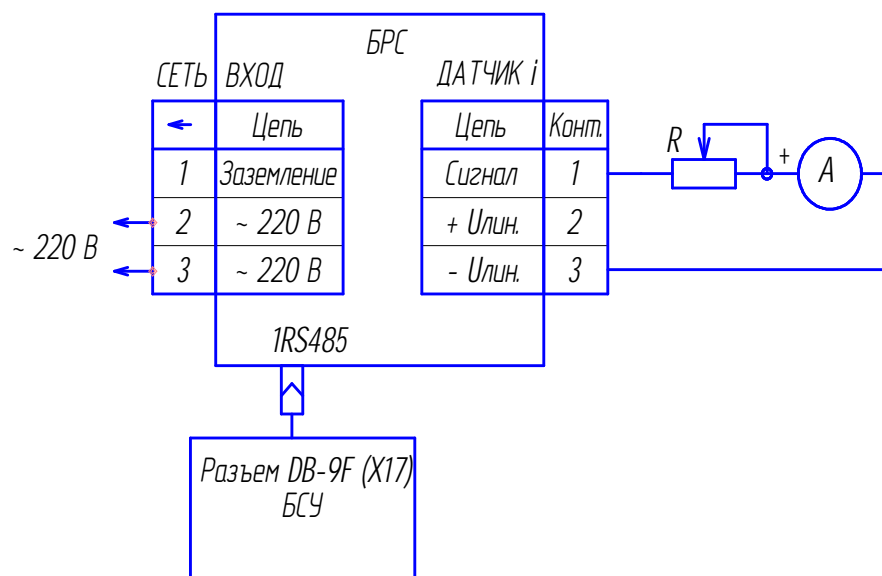 БРС
СЕТЬ ВХОД
ДАТЧИК i
Цепь
Цепь Конт.
1 Заземление
Сигнал 1
R
+
A
2 ~ 220 В
+ Uлин. 2
~ 220 В
3 ~ 220 В
- Uлин. 3
1RS485
Разъем DB-9F (X17)
БСУ